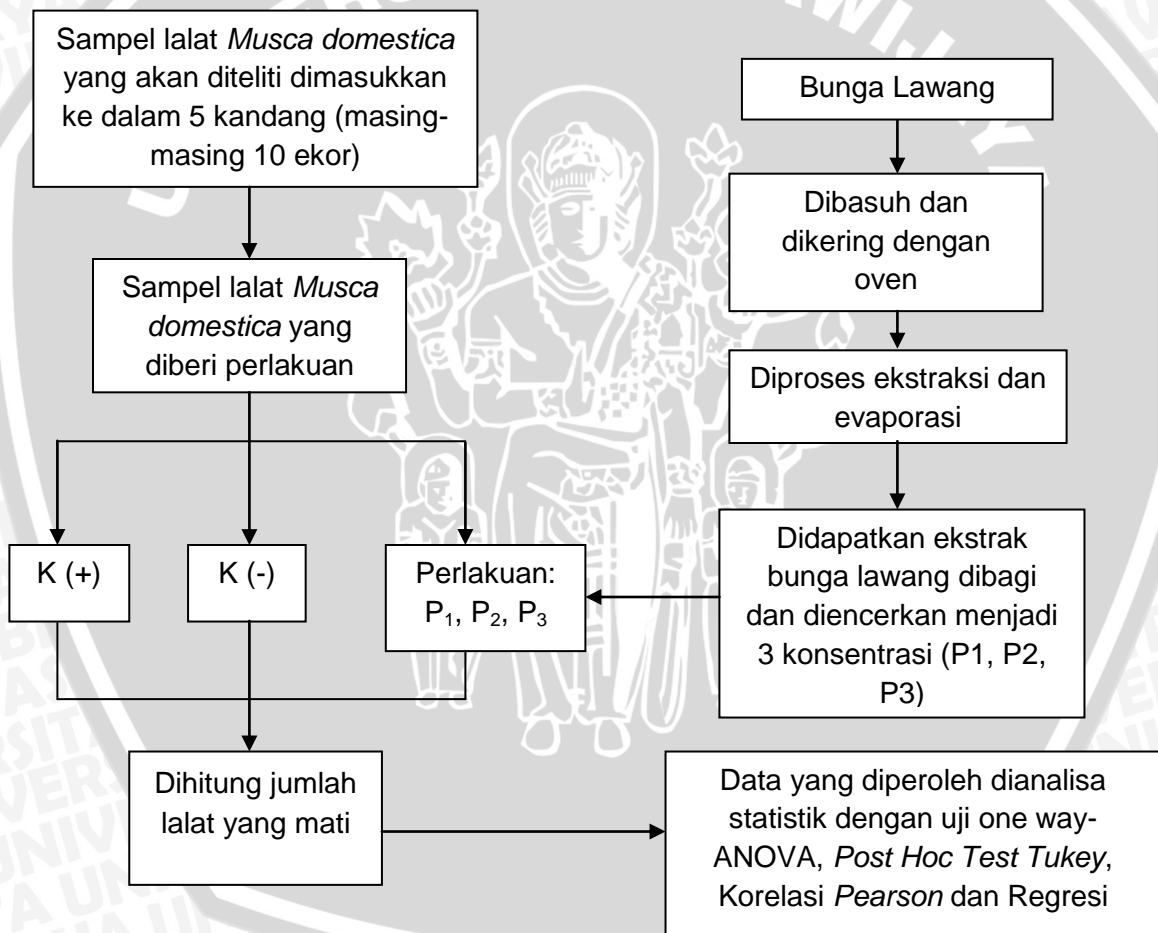 Sampel lalat Musca domestica
yang akan diteliti dimasukkan
ke dalam 5 kandang (masing-
masing 10 ekor)
Bunga Lawang
Dibasuh dan
dikering dengan
oven
Sampel lalat Musca
domestica yang
diberi perlakuan
Diproses ekstraksi dan
evaporasi
K (+)
K (-)
Perlakuan:
P1, P2, P3
Didapatkan ekstrak
bunga lawang dibagi
dan diencerkan menjadi
3 konsentrasi (P1, P2,
P3)
Dihitung jumlah
lalat yang mati
Data yang diperoleh dianalisa
statistik dengan uji one way-
ANOVA, Post Hoc Test Tukey,
Korelasi Pearson dan Regresi